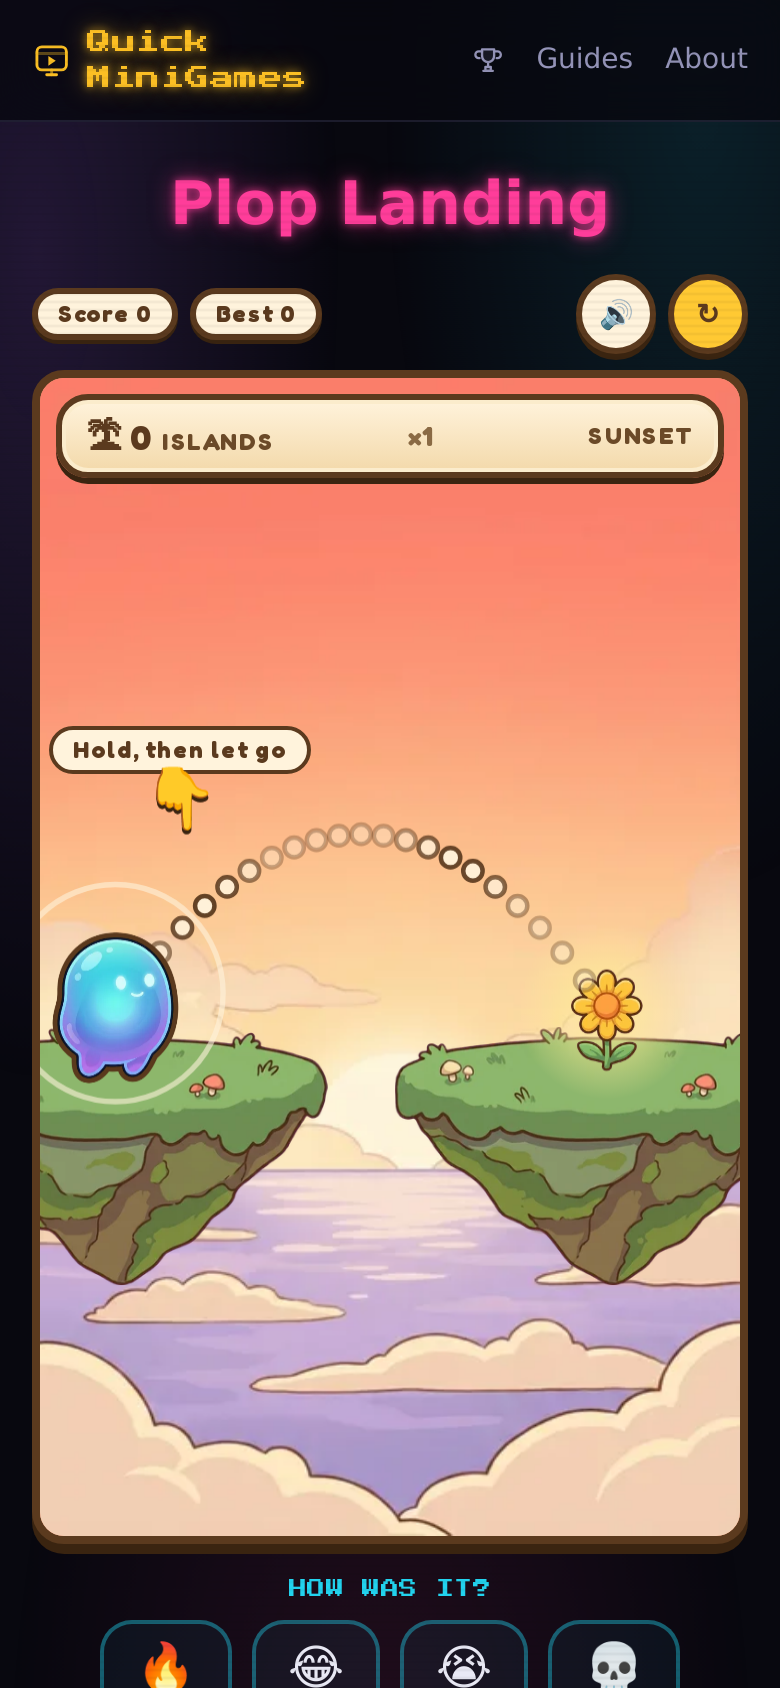 Quick
MiniGames
Guides
About
Plop Landing
Score 0
Best 0
0 ISLANDS
×1
SUNSET
Hold, then let go
HOW WAS IT?